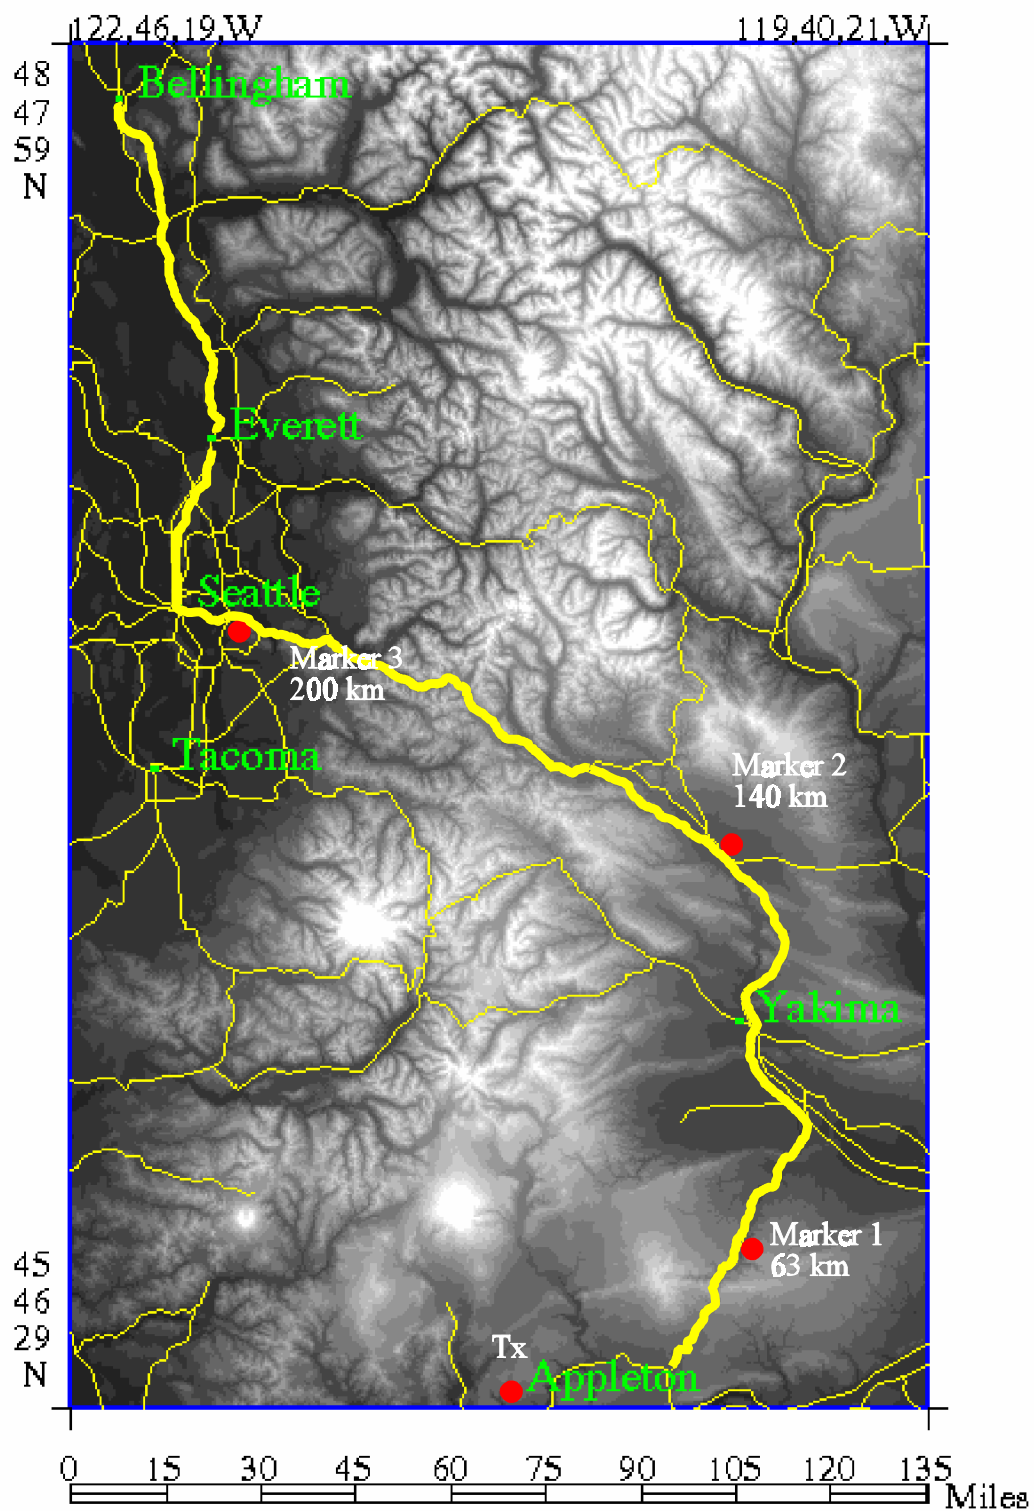 122,46,19,W 119,40,21,W
48
47
59
N
Bellingham
Everett
Seattle
Marker 3
200 km
Tacoma
Marker 2
140 km
Yakima
Marker 1
63 km
45
46
29
N
Tx
Appleton
0 15 30 45 60 75 90 105 120 135
Miles